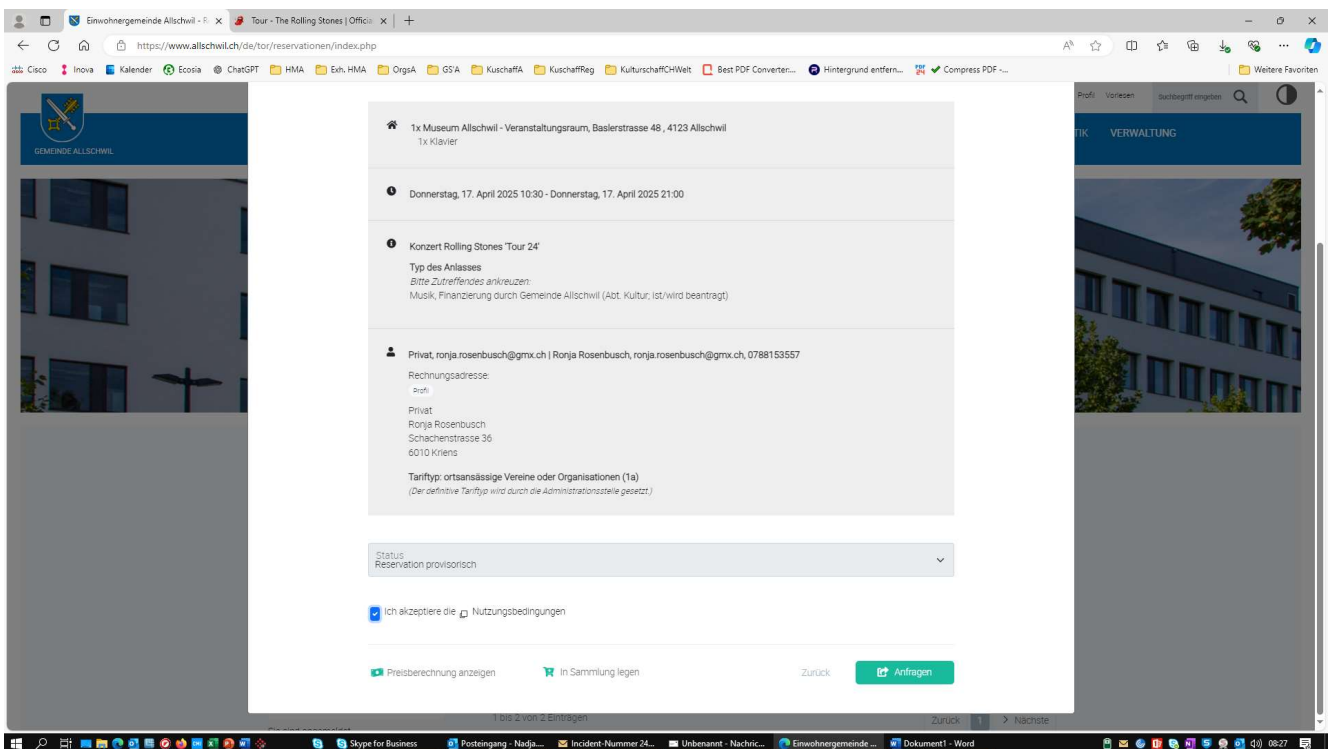 Einwohnergemeinde Allschwil - R
Tour - The Rolling Stones | Official
https://www.allschwil.ch/de/tor/reservationen/index.php
Cisco Inova Kalender Ecosia ChatGPT HMA Exh. HMA OrgsA GS'A KuschaffA KuschaffReg KulturschaffCHWelt Best PDF Converter... Hintergrund entfern... Compress PDF -... Weitere Favoriten
Profil Vorlesen Suchbegriff eingeben
GEMEINDE ALLSCHWIL
TIK VERWALTUNG
1x Museum Allschwil - Veranstaltungsraum, Baslerstrasse 48 , 4123 Allschwil
1x Klavier
Donnerstag, 17. April 2025 10:30 - Donnerstag, 17. April 2025 21:00
Konzert Rolling Stones 'Tour 24'
Typ des Anlasses
Bitte Zutreffendes ankreuzen:
Musik, Finanzierung durch Gemeinde Allschwil (Abt. Kultur; ist/wird beantragt)
Privat, ronja.rosenbusch@gmx.ch | Ronja Rosenbusch, ronja.rosenbusch@gmx.ch, 0788153557
Rechnungsadresse:
Profil
Privat
Ronja Rosenbusch
Schachenstrasse 36
6010 Kriens
Tariftyp: ortsansässige Vereine oder Organisationen (1a)
(Der definitive Tariftyp wird durch die Administrationsstelle gesetzt.)
Status
Reservation provisorisch
Ich akzeptiere die Nutzungsbedingungen
Preisberechnung anzeigen In Sammlung legen Zurück Anfragen
1 bis 2 von 2 Einträgen Zurück 1 Nächste
Skype for Business Posteingang - Nadja.... Incident-Nummer 24... Unbenannt - Nachric... Einwohnergemeinde ... Dokument1 - Word 08:27